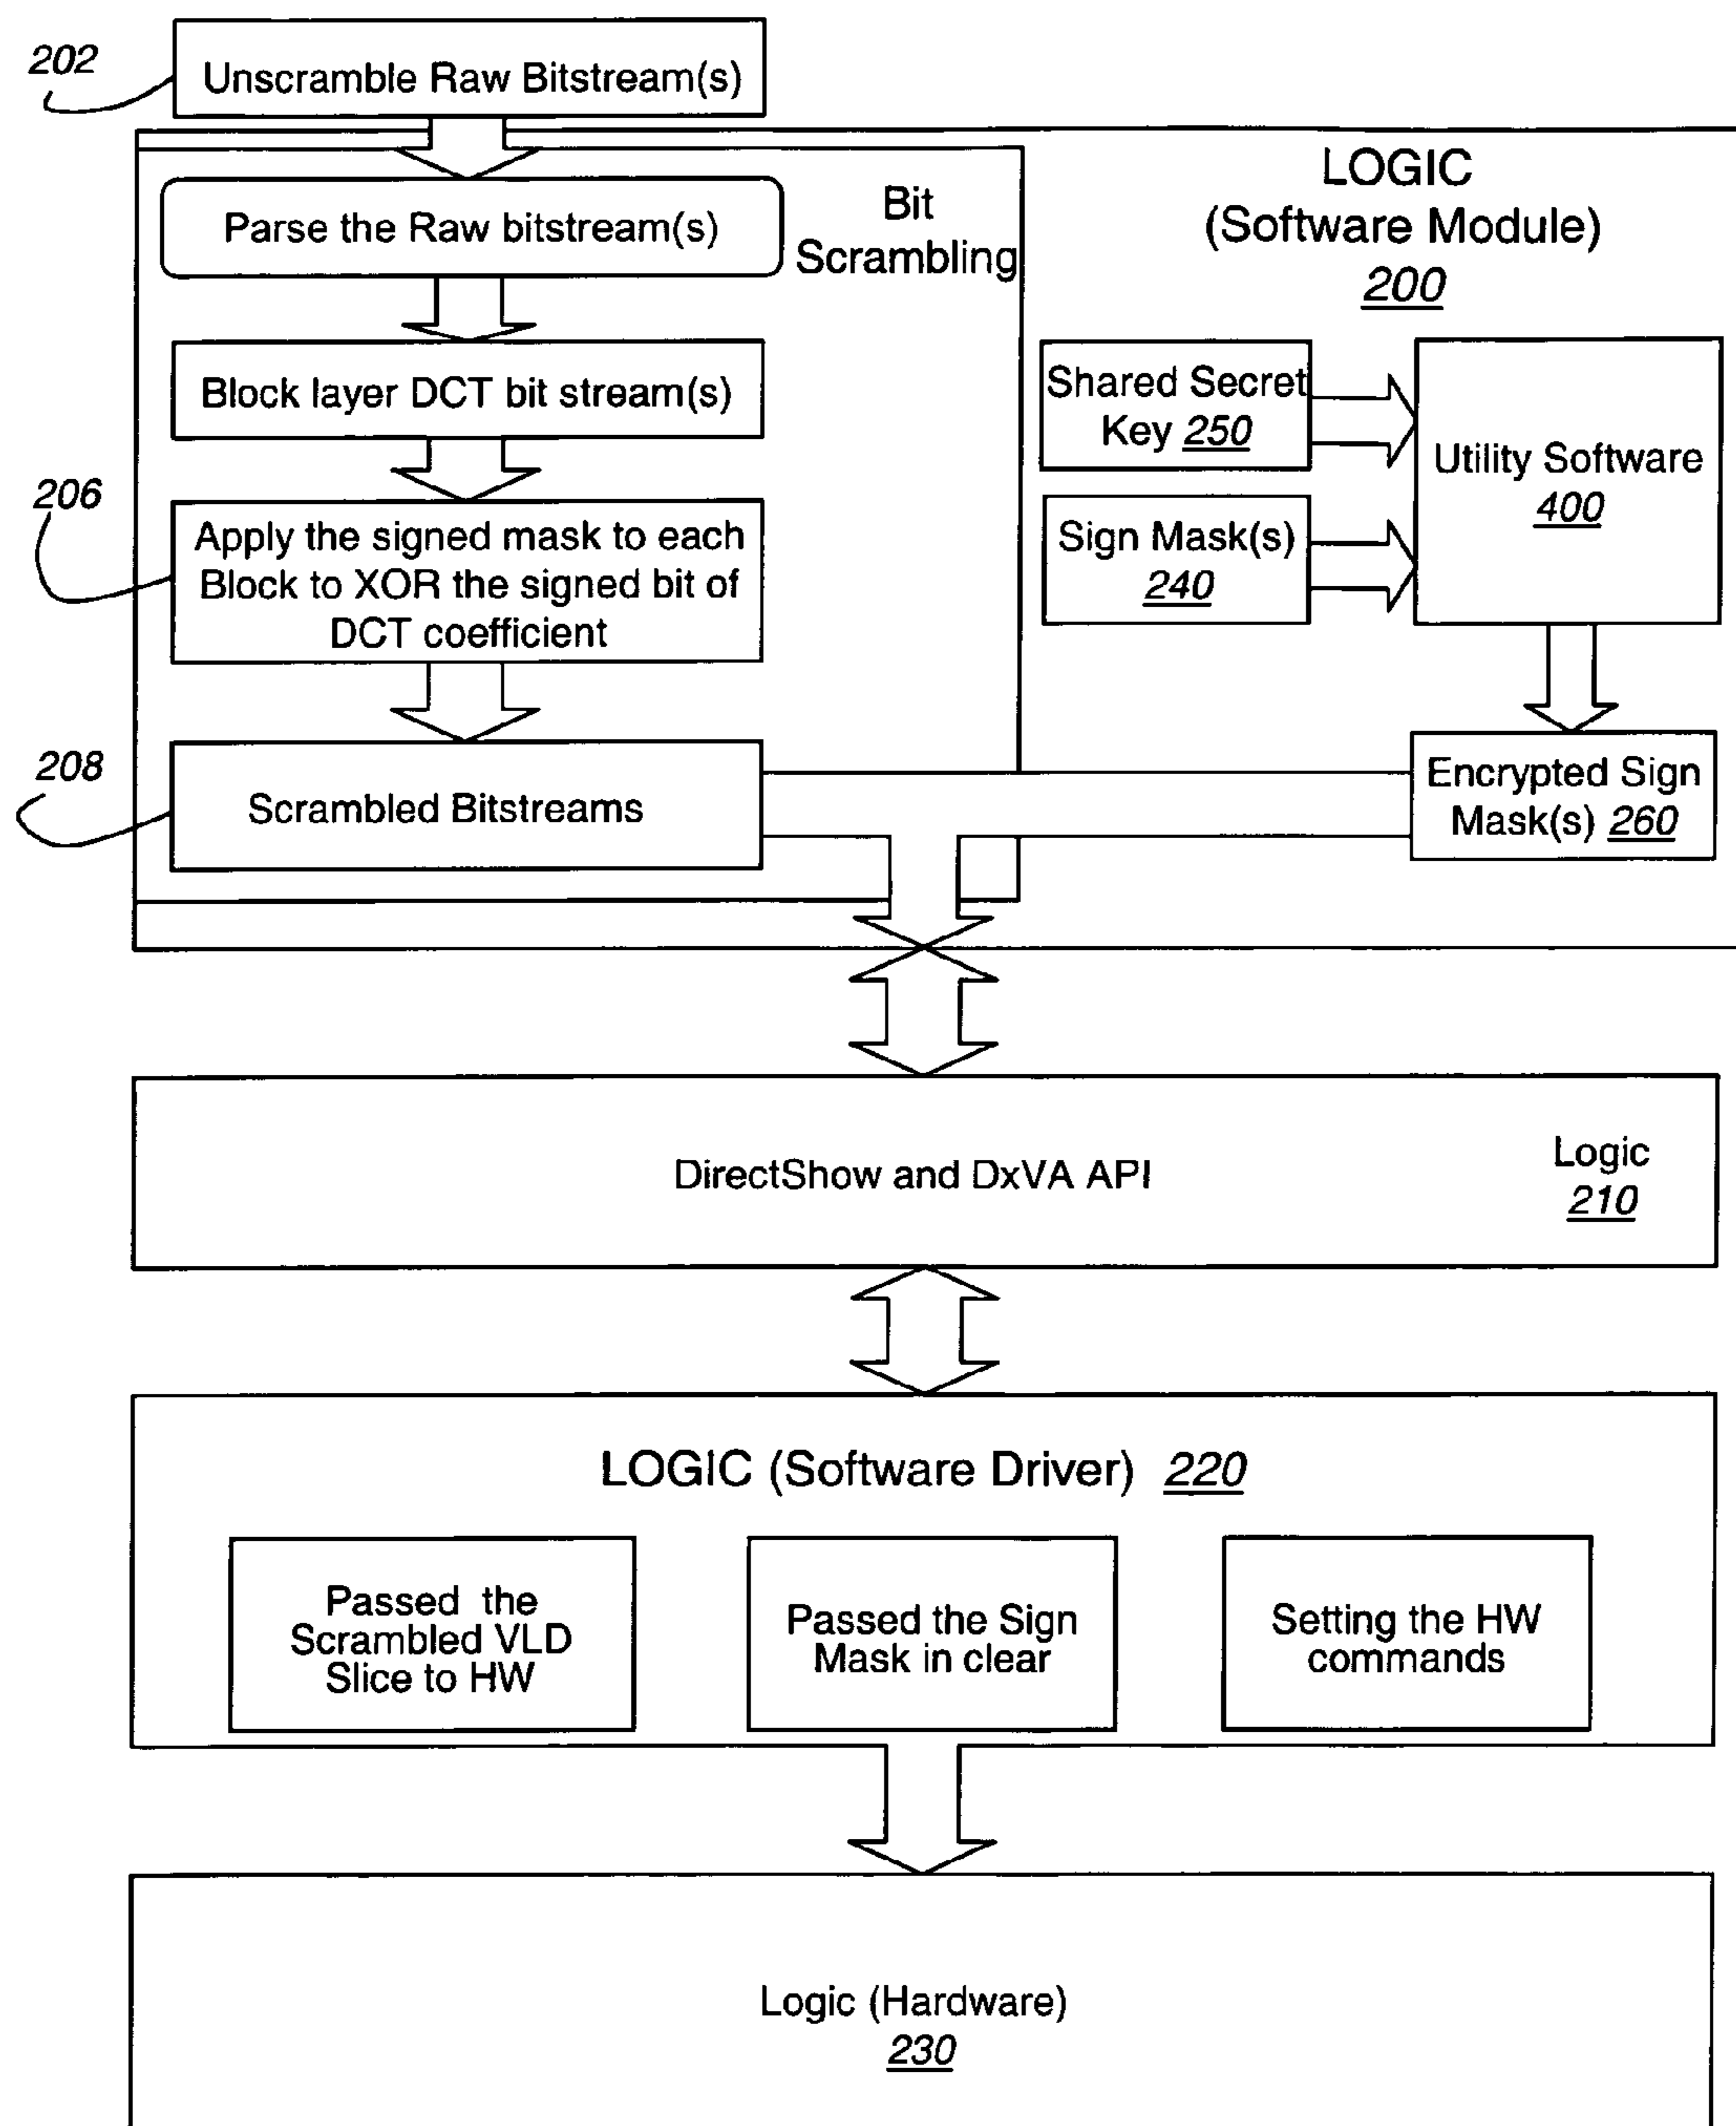 202
Unscramble Raw Bitstream(s)
LOGIC
(Software Module)
200
Bit
Scrambling
Parse the Raw bitstream(s)
Block layer DCT bit stream(s)
Shared Secret
Key 250
Utility Software
400
206
Apply the signed mask to each
Block to XOR the signed bit of
DCT coefficient
Sign Mask(s)
240
208
Scrambled Bitstreams
Encrypted Sign
Mask(s) 260
DirectShow and DxVA API
Logic
210
LOGIC (Software Driver) 220
Passed the
Scrambled VLD
Slice to HW
Passed the Sign
Mask in clear
Setting the HW
commands
Logic (Hardware)
230